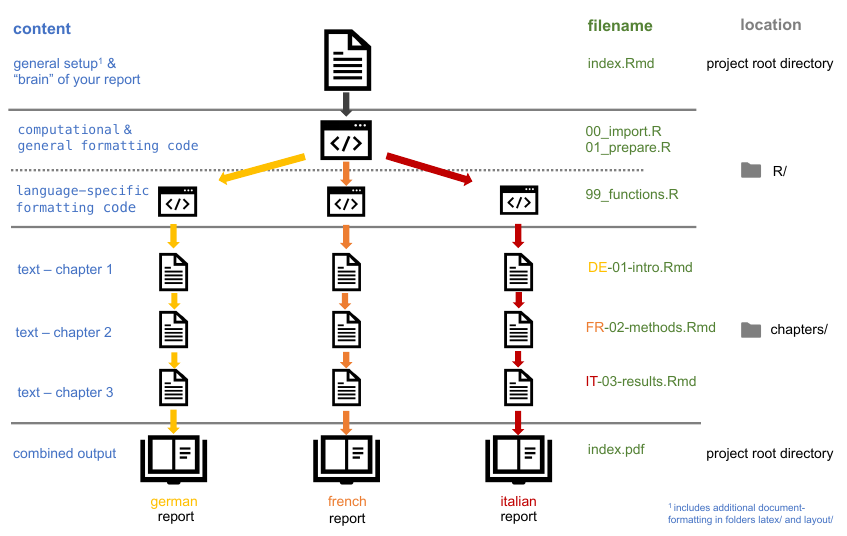 content
filename
location
general setup¹ &
“brain” of your report
index.Rmd
project root directory
computational &
general formatting code
</>
00_import.R
01_prepare.R
R/
language-specific
formatting code
</>
</>
</>
99_functions.R
text – chapter 1
DE-01-intro.Rmd
text – chapter 2
FR-02-methods.Rmd
chapters/
text – chapter 3
IT-03-results.Rmd
combined output
index.pdf
project root directory
german
report
french
report
italian
report
¹ includes additional document-
formatting in folders latex/ and layout/